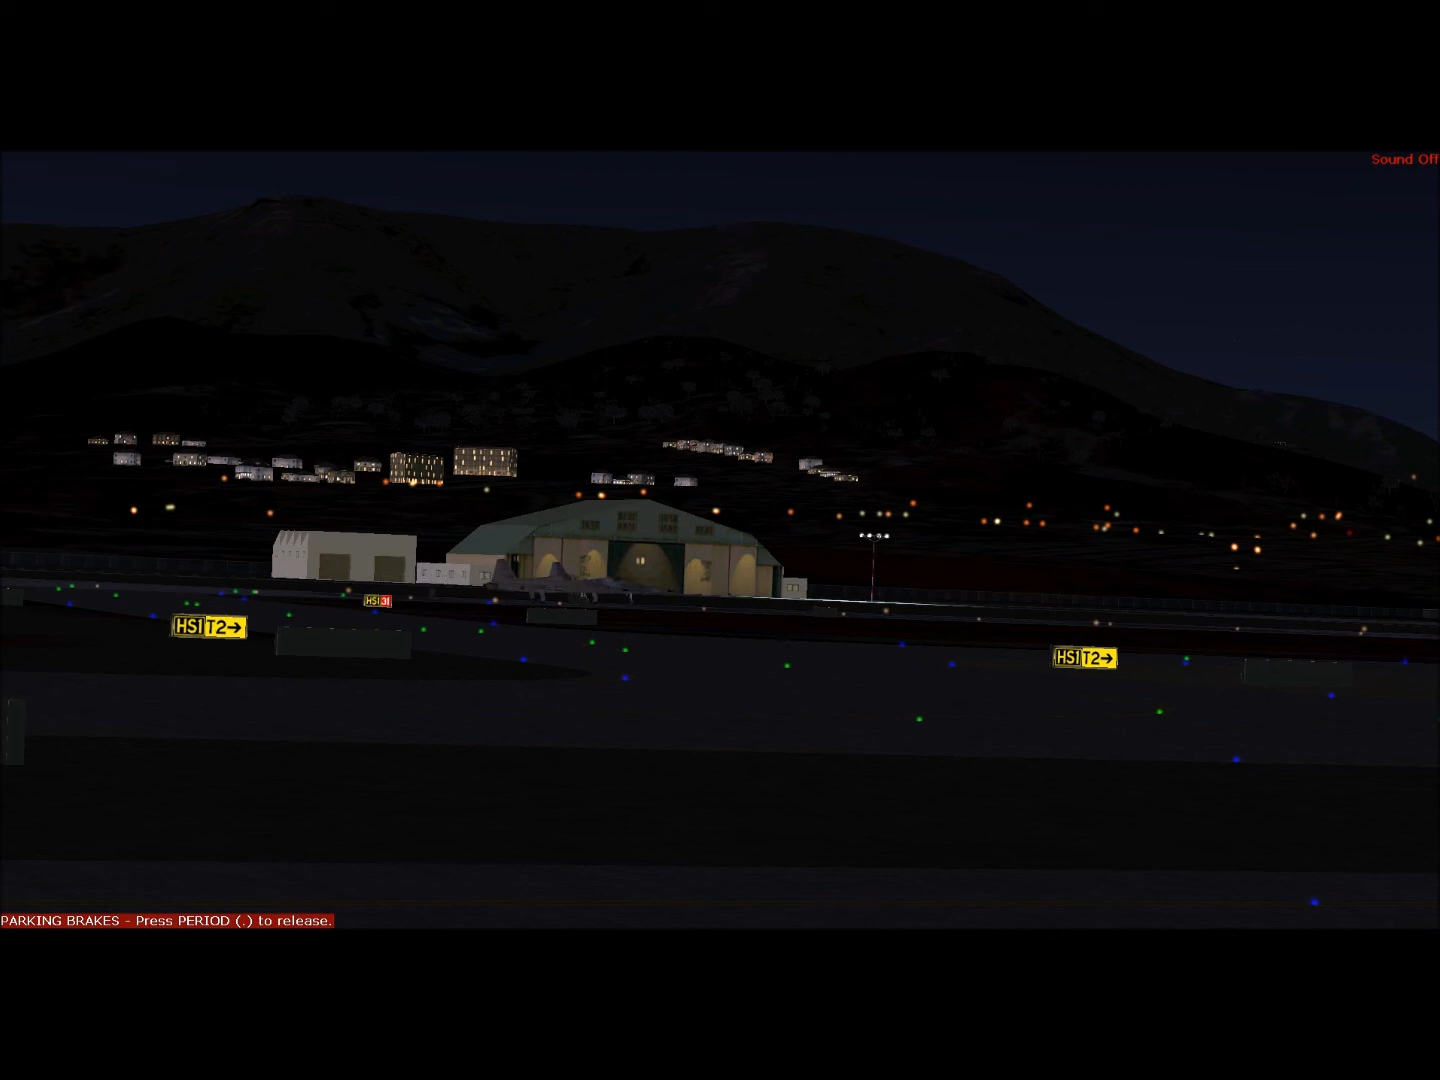 Sound Off
HS1 31
HS1 T2→
HS1 T2→
PARKING BRAKES - Press PERIOD (.) to release.